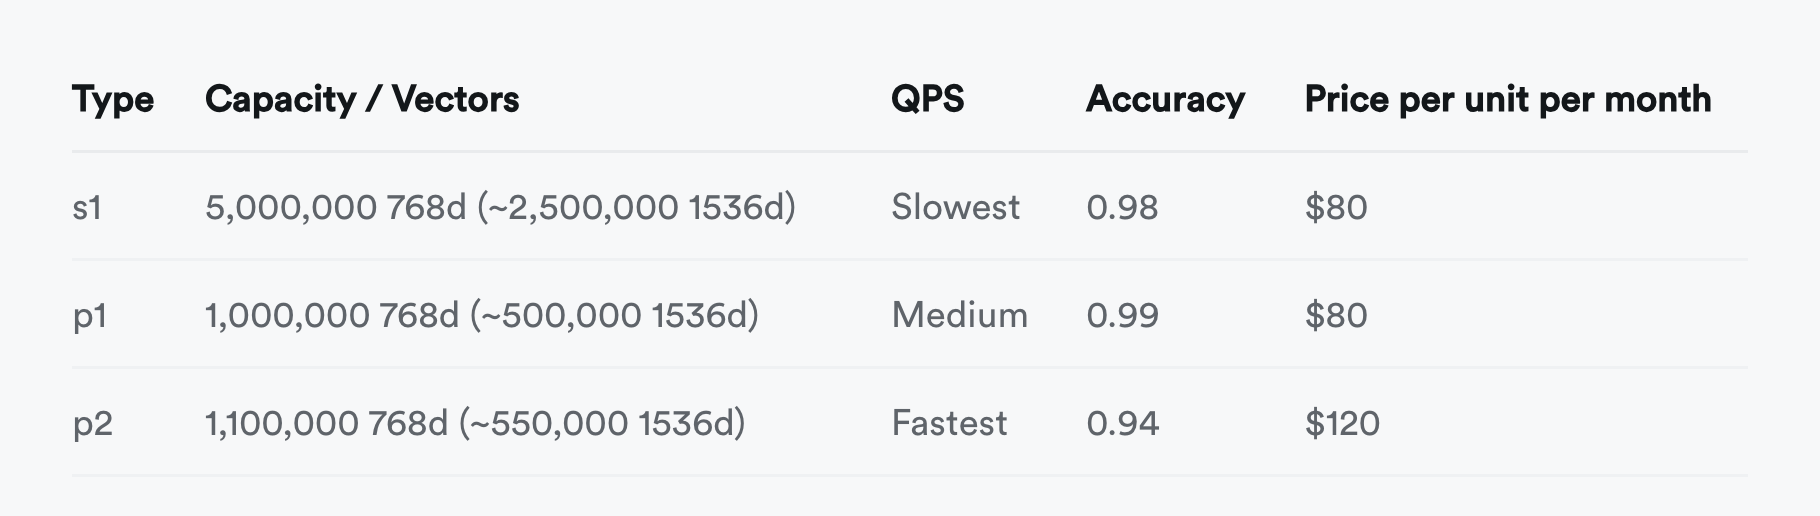 Type Capacity / Vectors QPS Accuracy Price per unit per month
s1 5,000,000 768d (~2,500,000 1536d) Slowest 0.98 $80
p1 1,000,000 768d (~500,000 1536d) Medium 0.99 $80
p2 1,100,000 768d (~550,000 1536d) Fastest 0.94 $120